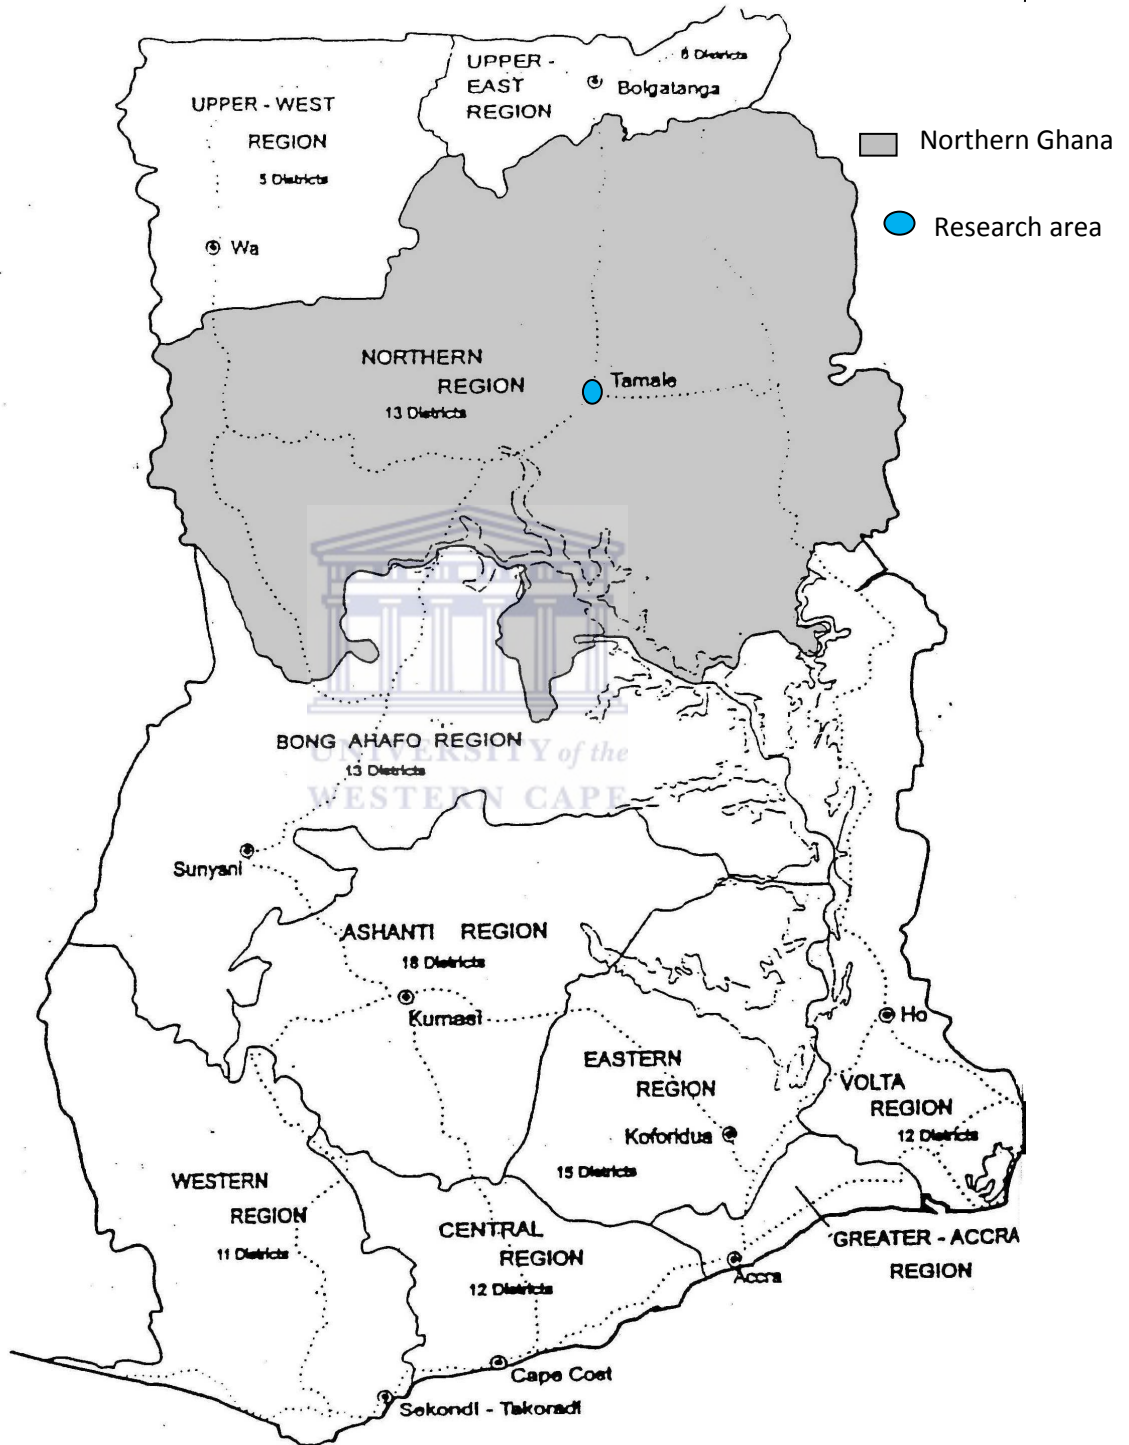 UPPER - WEST
REGION
5 Districts
Wa
UPPER -
EAST
REGION
6 Districts
Bolgatanga
Northern Ghana
Research area
NORTHERN
REGION
13 Districts
Tamale
BONG AHAFO REGION
13 Districts
UNIVERSITY of the
WESTERN CAPE
Sunyani
ASHANTI REGION
18 Districts
Kumasi
Ho
EASTERN
REGION
Koforidua
15 Districts
VOLTA
REGION
12 Districts
WESTERN
REGION
11 Districts
CENTRAL
REGION
12 Districts
GREATER - ACCRA
REGION
Accra
Cape Cost
Sekondi - Takoradi